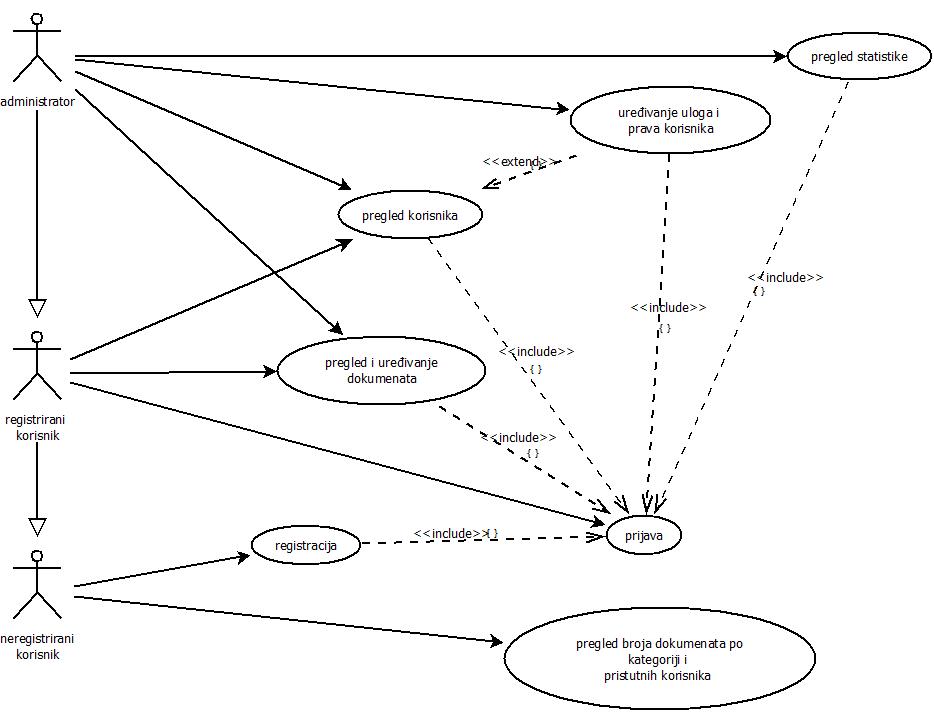 administrator
pregled statistike
uređivanje uloga i
prava korisnika
<<extend>>
{ }
pregled korisnika
<<include>>
{ }
<<include>>
{ }
<<include>>
{ }
pregled i uređivanje
dokumenata
registrirani
korisnik
<<include>>
{ }
registracija
<<include>>
{ }
prijava
neregistrirani
korisnik
pregled broja dokumenata po
kategoriji i
pristutnih korisnika